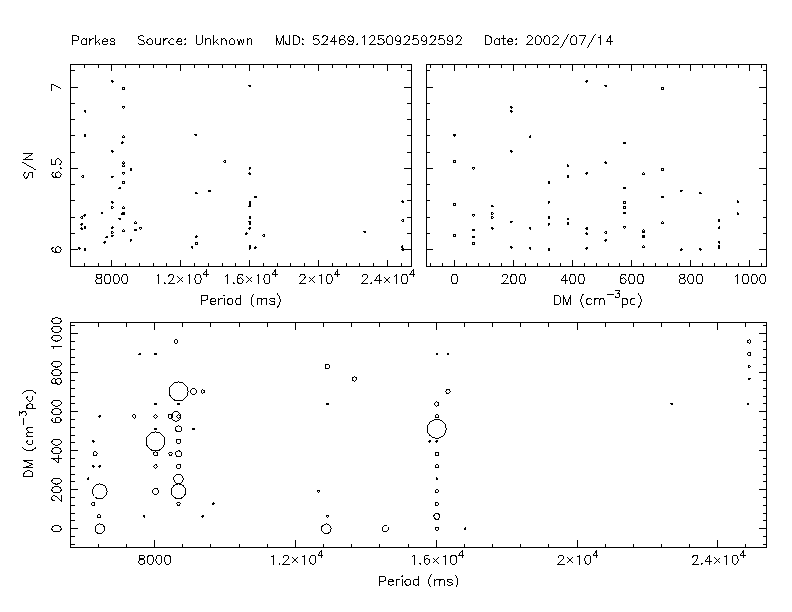 Parkes Source: Unknown MJD: 52469.125092592592 Date: 2002/07/14
S/N
7
6.5
6
8000 1.2×10⁴ 1.6×10⁴ 2×10⁴ 2.4×10⁴
Period (ms)
0 200 400 600 800 1000
DM (cm⁻³pc)
DM (cm⁻³pc)
1000
800
600
400
200
0
8000 1.2×10⁴ 1.6×10⁴ 2×10⁴ 2.4×10⁴
Period (ms)